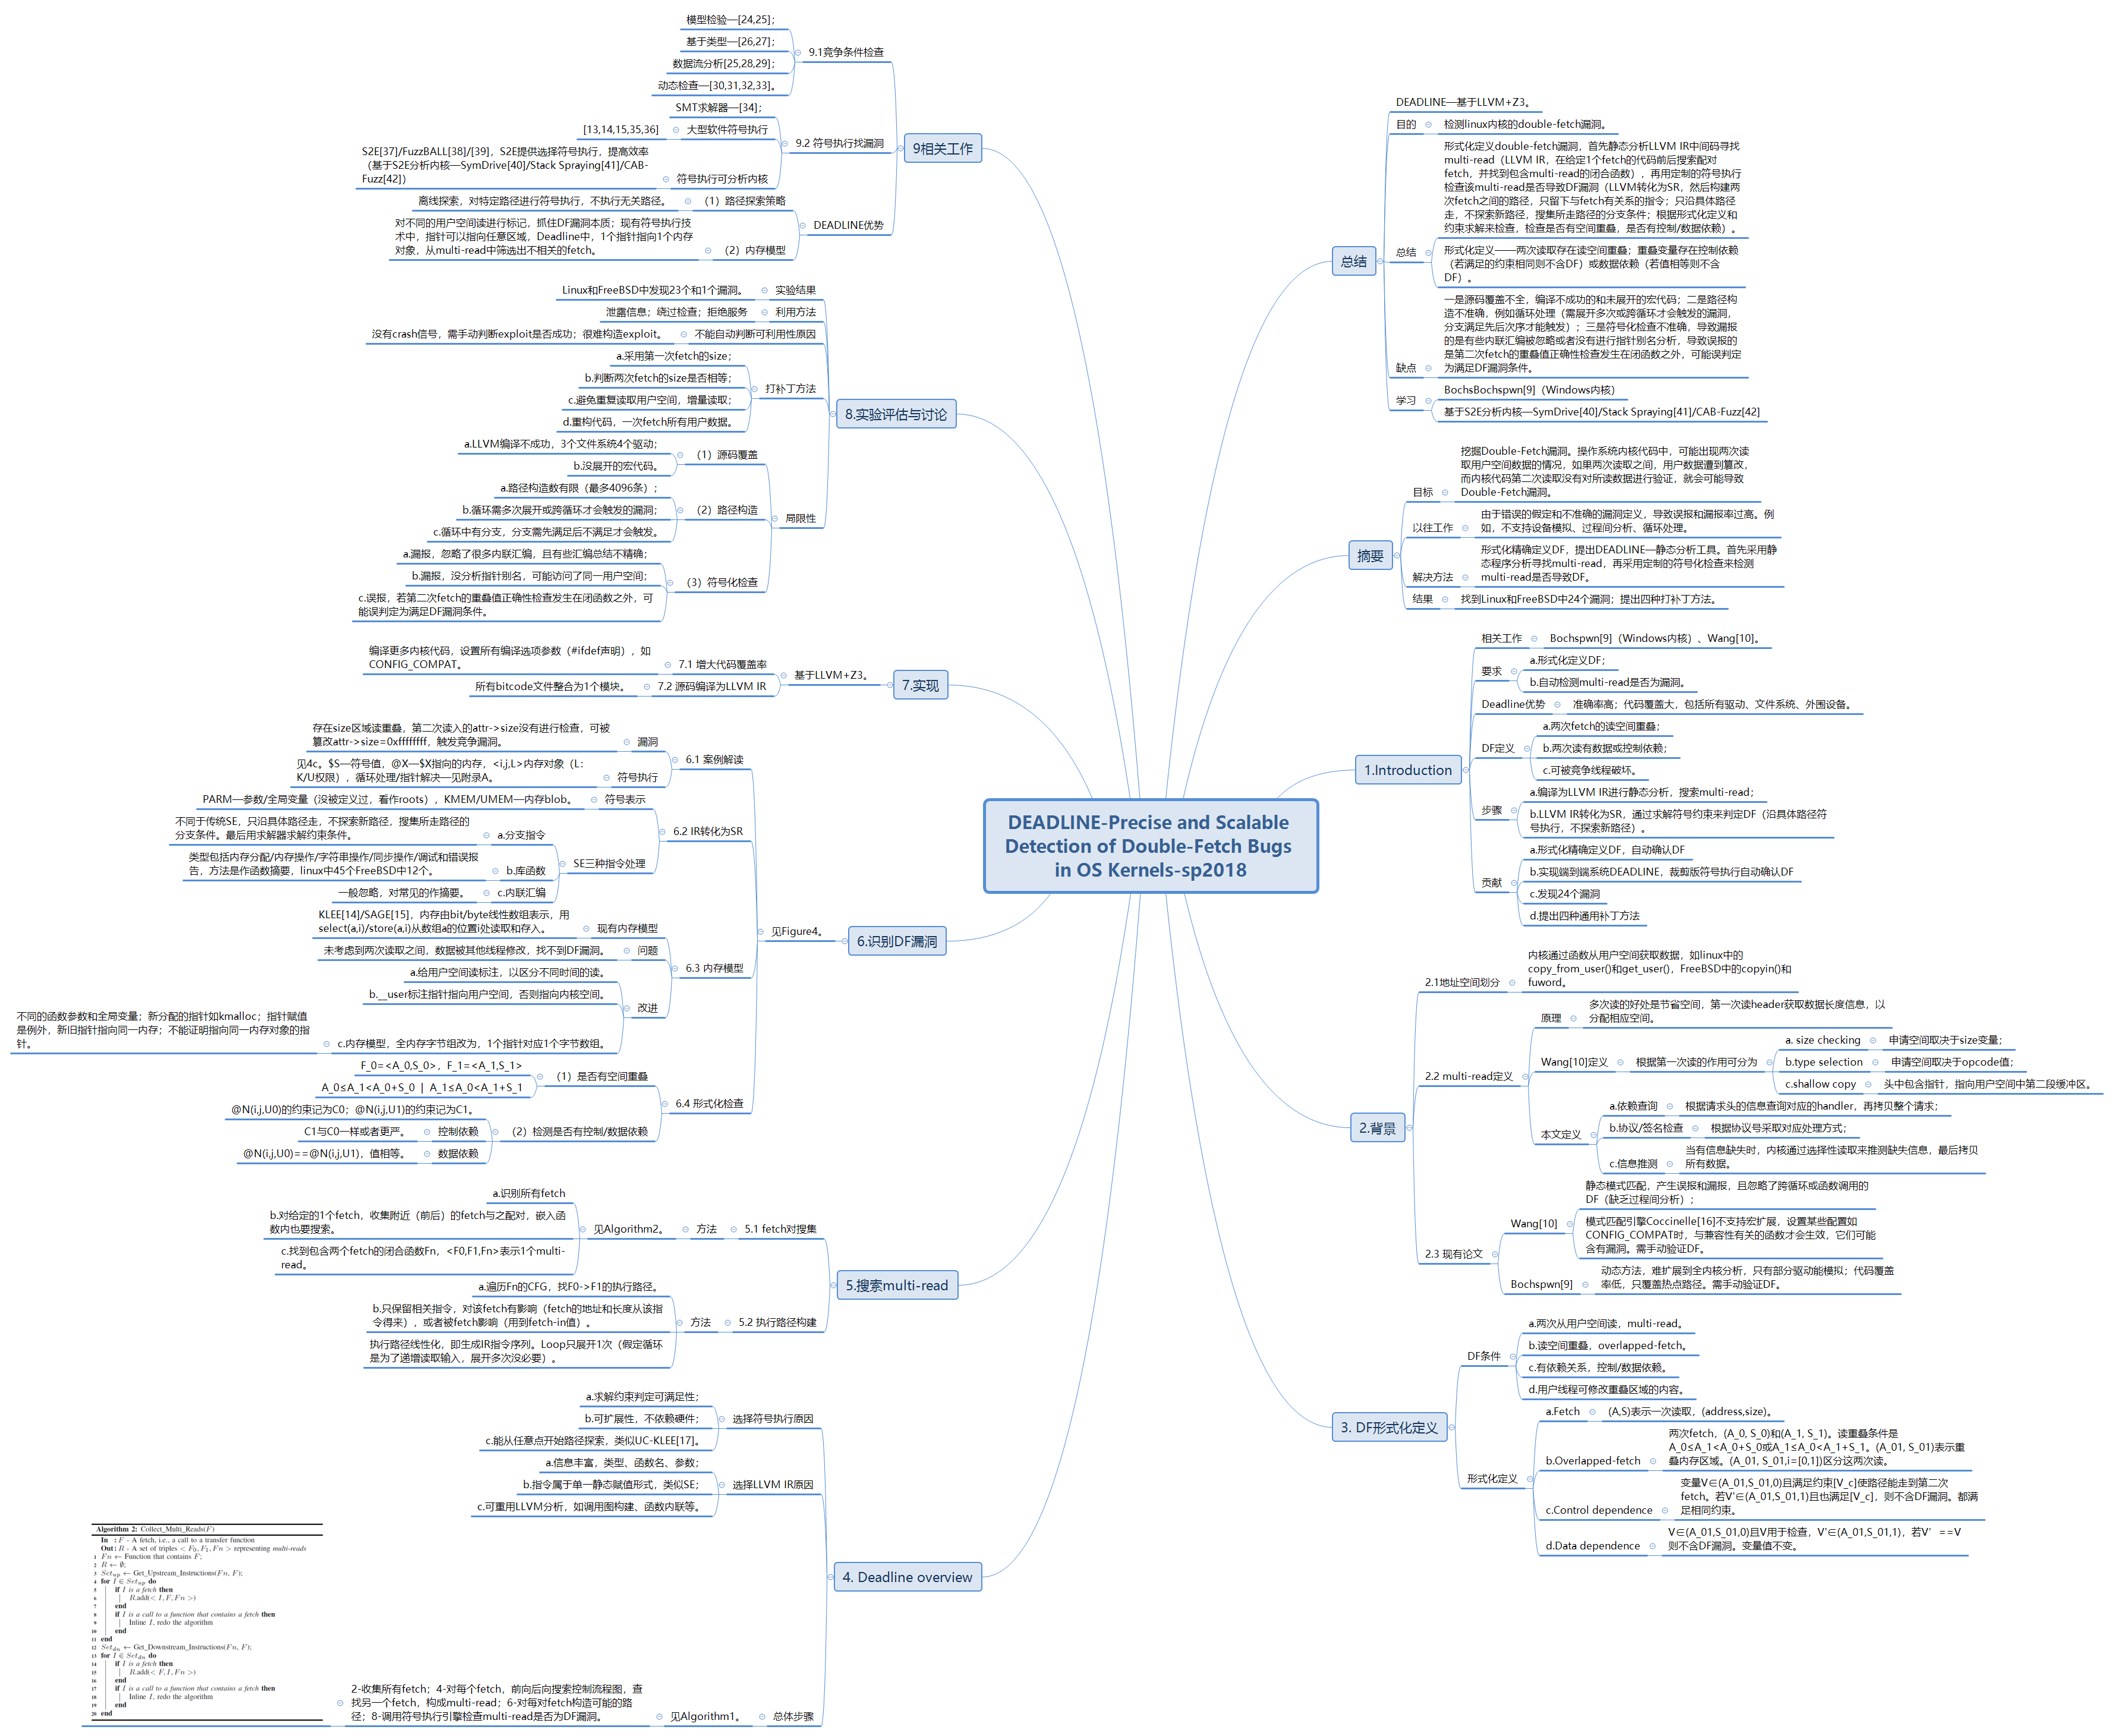 DEADLINE-Precise and Scalable
Detection of Double-Fetch Bugs
in OS Kernels-sp2018
总结
DEADLINE—基于LLVM+Z3。
目的
检测linux内核的double-fetch漏洞。
总结
形式化定义double-fetch漏洞，首先静态分析LLVM IR中间码寻找
multi-read（LLVM IR，在给定1个fetch的代码前后搜索配对
fetch，并找到包含multi-read的闭合函数），再用定制的符号执行
检查该multi-read是否导致DF漏洞（LLVM转化为SR，然后构建两
次fetch之间的路径，只留下与fetch有关系的指令；只沿具体路径
走，不探索新路径，搜集所走路径的分支条件；根据形式化定义和
约束求解来检查，检查是否有空间重叠，是否有控制/数据依赖）。
形式化定义——两次读取存在读空间重叠；重叠变量存在控制依赖
（若满足的约束相同则不含DF）或数据依赖（若值相等则不含
DF）。
缺点
一是源码覆盖不全，编译不成功的和未展开的宏代码；二是路径构
造不准确，例如循环处理（需展开多次或跨循环才会触发的漏洞，
分支满足先后次序才能触发）；三是符号化检查不准确，导致漏报
的是有些内联汇编被忽略或者没有进行指针别名分析，导致误报的
是第二次fetch的重叠值正确性检查发生在闭函数之外，可能误判定
为满足DF漏洞条件。
学习
BochsBochspwn[9]（Windows内核）
基于S2E分析内核—SymDrive[40]/Stack Spraying[41]/CAB-Fuzz[42]
摘要
目标
挖掘Double-Fetch漏洞。操作系统内核代码中，可能出现两次读
取用户空间数据的情况，如果两次读取之间，用户数据遭到篡改，
而内核代码第二次读取没有对所读数据进行验证，就会可能导致
Double-Fetch漏洞。
以往工作
由于错误的假定和不准确的漏洞定义，导致误报和漏报率过高。例
如，不支持设备模拟、过程间分析、循环处理。
解决方法
形式化精确定义DF，提出DEADLINE—静态分析工具。首先采用静
态程序分析寻找multi-read，再采用定制的符号化检查来检测
multi-read是否导致DF。
结果
找到Linux和FreeBSD中24个漏洞；提出四种打补丁方法。
1.Introduction
相关工作
Bochspwn[9]（Windows内核）、Wang[10]。
要求
a.形式化定义DF；
b.自动检测multi-read是否为漏洞。
Deadline优势
准确率高；代码覆盖大，包括所有驱动、文件系统、外围设备。
DF定义
a.两次fetch的读空间重叠；
b.两次读有数据或控制依赖；
c.可被竞争线程破坏。
步骤
a.编译为LLVM IR进行静态分析，搜索multi-read；
b.LLVM IR转化为SR，通过求解符号约束来判定DF（沿具体路径符
号执行，不探索新路径）。
贡献
a.形式化精确定义DF，自动确认DF
b.实现端到端系统DEADLINE，裁剪版符号执行自动确认DF
c.发现24个漏洞
d.提出四种通用补丁方法
2.背景
2.1地址空间划分
内核通过函数从用户空间获取数据，如linux中的
copy_from_user()和get_user()，FreeBSD中的copyin()和
fuword。
2.2 multi-read定义
原理
多次读的好处是节省空间，第一次读header获取数据长度信息，以
分配相应空间。
Wang[10]定义
根据第一次读的作用可分为
a. size checking
申请空间取决于size变量；
b.type selection
申请空间取决于opcode值；
c.shallow copy
头中包含指针，指向用户空间中第二段缓冲区。
本文定义
a.依赖查询
根据请求头的信息查询对应的handler，再拷贝整个请求；
b.协议/签名检查
根据协议号采取对应处理方式；
c.信息推测
当有信息缺失时，内核通过选择性读取来推测缺失信息，最后拷贝
所有数据。
2.3 现有论文
Wang[10]
静态模式匹配，产生误报和漏报，且忽略了跨循环或函数调用的
DF（缺乏过程间分析）；
模式匹配引擎Coccinelle[16]不支持宏扩展，设置某些配置如
CONFIG_COMPAT时，与兼容性有关的函数才会生效，它们可能
含有漏洞。需手动验证DF。
Bochspwn[9]
动态方法，难扩展到全内核分析，只有部分驱动能模拟；代码覆盖
率低，只覆盖热点路径。需手动验证DF。
3. DF形式化定义
DF条件
a.两次从用户空间读，multi-read。
b.读空间重叠，overlapped-fetch。
c.有依赖关系，控制/数据依赖。
d.用户线程可修改重叠区域的内容。
形式化定义
a.Fetch
(A,S)表示一次读取，(address,size)。
b.Overlapped-fetch
两次fetch，(A_0, S_0)和(A_1, S_1)。读重叠条件是
A_0≤A_1<A_0+S_0或A_1≤A_0<A_1+S_1。(A_01, S_01)表示重
叠内存区域。(A_01, S_01,i=[0,1])区分这两次读。
c.Control dependence
变量V∈(A_01,S_01,0)且满足约束[V_c]使路径能走到第二次
fetch。若V'∈(A_01,S_01,1)且也满足[V_c]，则不含DF漏洞。都满
足相同约束。
d.Data dependence
V∈(A_01,S_01,0)且V用于检查，V'∈(A_01,S_01,1)，若V' ==V
则不含DF漏洞。变量值不变。
4. Deadline overview
选择符号执行原因
a.求解约束判定可满足性；
b.可扩展性，不依赖硬件；
c.能从任意点开始路径探索，类似UC-KLEE[17]。
选择LLVM IR原因
a.信息丰富，类型、函数名、参数；
b.指令属于单一静态赋值形式，类似SE；
c.可重用LLVM分析，如调用图构建、函数内联等。
总体步骤
见Algorithm1。
2-收集所有fetch；4-对每个fetch，前向后向搜索控制流程图，查
找另一个fetch，构成multi-read；6-对每对fetch构造可能的路
径；8-调用符号执行引擎检查multi-read是否为DF漏洞。
Algorithm 2: Collect_Multi_Reads(F)
In : F - A fetch, i.e., a call to a transfer function
Out: R - A set of triples < F0, F1, Fn > representing multi-reads
1 Fn ← Function that contains F;
2 R ← ∅;
3 Set_up ← Get_Upstream_Instructions(Fn, F);
4 for I ∈ Set_up do
5 if I is a fetch then
6 R.add(< I, F, Fn >)
7 end
8 if I is a call to a function that contains a fetch then
9 Inline I, redo the algorithm
10 end
11 end
12 Set_dn ← Get_Downstream_Instructions(Fn, F);
13 for I ∈ Set_dn do
14 if I is a fetch then
15 R.add(< F, I, Fn >)
16 end
17 if I is a call to a function that contains a fetch then
18 Inline I, redo the algorithm
19 end
20 end
5.搜索multi-read
5.1 fetch对搜集
方法
见Algorithm2。
a.识别所有fetch
b.对给定的1个fetch，收集附近（前后）的fetch与之配对，嵌入函
数内也要搜索。
c.找到包含两个fetch的闭合函数Fn，<F0,F1,Fn>表示1个multi-
read。
5.2 执行路径构建
方法
a.遍历Fn的CFG，找F0->F1的执行路径。
b.只保留相关指令，对该fetch有影响（fetch的地址和长度从该指
令得来），或者被fetch影响（用到fetch-in值）。
执行路径线性化，即生成IR指令序列。Loop只展开1次（假定循环
是为了递增读取输入，展开多次没必要）。
6.识别DF漏洞
见Figure4。
6.1 案例解读
漏洞
存在size区域读重叠，第二次读入的attr->size没有进行检查，可被
篡改attr->size=0xffffffff，触发竞争漏洞。
符号执行
见4c。$S—符号值，@X—$X指向的内存，<i,j,L>内存对象（L：
K/U权限），循环处理/指针解决—见附录A。
6.2 IR转化为SR
符号表示
PARM—参数/全局变量（没被定义过，看作roots），KMEM/UMEM—内存blob。
SE三种指令处理
a.分支指令
不同于传统SE，只沿具体路径走，不探索新路径，搜集所走路径的
分支条件。最后用求解器求解约束条件。
b.库函数
类型包括内存分配/内存操作/字符串操作/同步操作/调试和错误报
告，方法是作函数摘要，linux中45个FreeBSD中12个。
c.内联汇编
一般忽略，对常见的作摘要。
6.3 内存模型
现有内存模型
KLEE[14]/SAGE[15]，内存由bit/byte线性数组表示，用
select(a,i)/store(a,i)从数组a的位置i处读取和存入。
问题
未考虑到两次读取之间，数据被其他线程修改，找不到DF漏洞。
改进
a.给用户空间读标注，以区分不同时间的读。
b.__user标注指针指向用户空间，否则指向内核空间。
c.内存模型，全内存字节组改为，1个指针对应1个字节数组。
不同的函数参数和全局变量；新分配的指针如kmalloc；指针赋值
是例外，新旧指针指向同一内存；不能证明指向同一内存对象的指
针。
6.4 形式化检查
（1）是否有空间重叠
F_0=<A_0,S_0>，F_1=<A_1,S_1>
A_0≤A_1<A_0+S_0 | A_1≤A_0<A_1+S_1
（2）检测是否有控制/数据依赖
@N(i,j,U0)的约束记为C0；@N(i,j,U1)的约束记为C1。
控制依赖
C1与C0一样或者更严。
数据依赖
@N(i,j,U0)==@N(i,j,U1)，值相等。
7.实现
基于LLVM+Z3。
7.1 增大代码覆盖率
编译更多内核代码，设置所有编译选项参数（#ifdef声明），如
CONFIG_COMPAT。
7.2 源码编译为LLVM IR
所有bitcode文件整合为1个模块。
8.实验评估与讨论
实验结果
Linux和FreeBSD中发现23个和1个漏洞。
利用方法
泄露信息；绕过检查；拒绝服务
不能自动判断可利用性原因
没有crash信号，需手动判断exploit是否成功；很难构造exploit。
打补丁方法
a.采用第一次fetch的size；
b.判断两次fetch的size是否相等；
c.避免重复读取用户空间，增量读取；
d.重构代码，一次fetch所有用户数据。
局限性
（1）源码覆盖
a.LLVM编译不成功，3个文件系统4个驱动；
b.没展开的宏代码。
（2）路径构造
a.路径构造数有限（最多4096条）；
b.循环需多次展开或跨循环才会触发的漏洞；
c.循环中有分支，分支需先满足后不满足才会触发。
（3）符号化检查
a.漏报，忽略了很多内联汇编，且有些汇编总结不精确；
b.漏报，没分析指针别名，可能访问了同一用户空间；
c.误报，若第二次fetch的重叠值正确性检查发生在闭函数之外，可
能误判定为满足DF漏洞条件。
9相关工作
9.1竞争条件检查
模型检验—[24,25]；
基于类型—[26,27]；
数据流分析[25,28,29]；
动态检查—[30,31,32,33]。
9.2 符号执行找漏洞
SMT求解器—[34]；
大型软件符号执行
[13,14,15,35,36]
符号执行可分析内核
S2E[37]/FuzzBALL[38]/[39]，S2E提供选择符号执行，提高效率
（基于S2E分析内核—SymDrive[40]/Stack Spraying[41]/CAB-
Fuzz[42]）
DEADLINE优势
（1）路径探索策略
离线探索，对特定路径进行符号执行，不执行无关路径。
（2）内存模型
对不同的用户空间读进行标记，抓住DF漏洞本质；现有符号执行技
术中，指针可以指向任意区域，Deadline中，1个指针指向1个内存
对象，从multi-read中筛选出不相关的fetch。